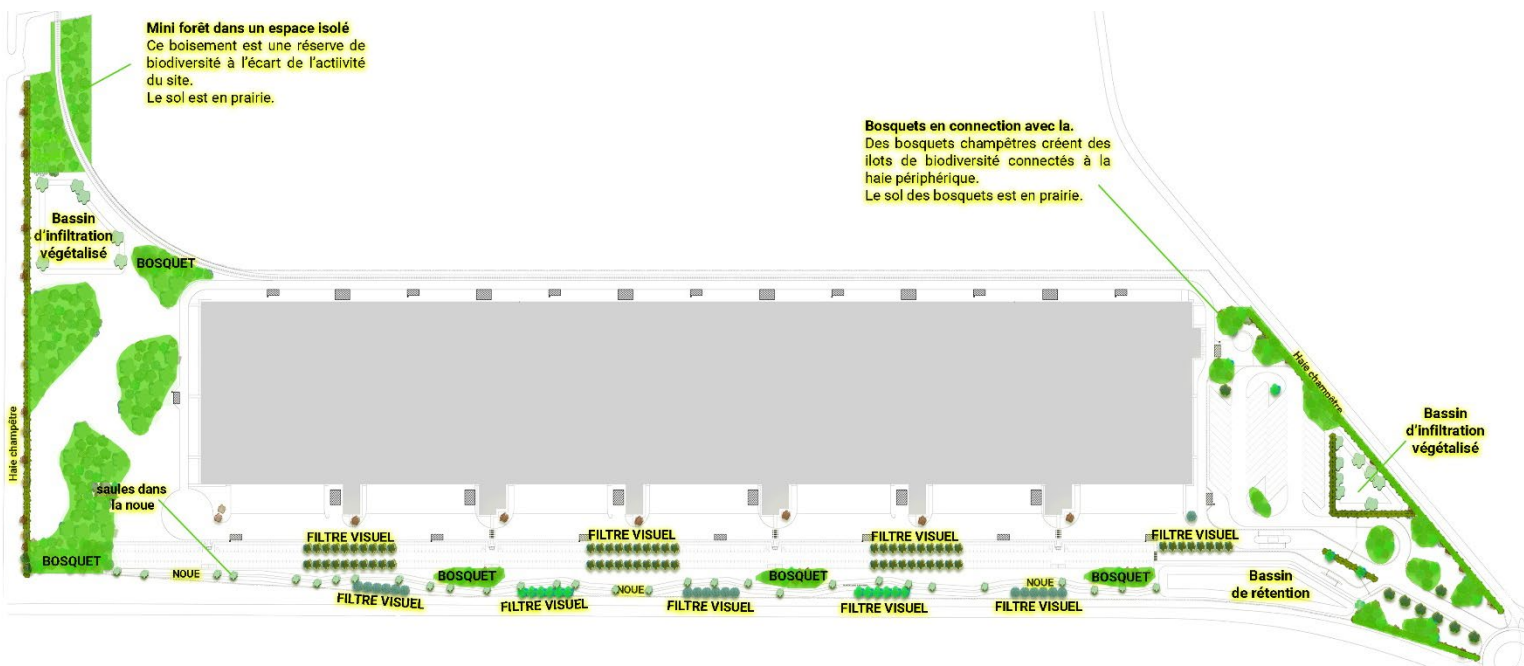 Mini forêt dans un espace isolé
Ce boisement est une réserve de
biodiversité à l'écart de l'actiivité
du site.
Le sol est en prairie.
Bosquets en connection avec la.
Des bosquets champêtres créent des
ilots de biodiversité connectés à la
haie périphérique.
Le sol des bosquets est en prairie.
Bassin
d'infiltration
végétalisé
BOSQUET
Haie champêtre
Haie champêtre
Bassin
d'infiltration
végétalisé
saules dans
la noue
FILTRE VISUEL
FILTRE VISUEL
FILTRE VISUEL
FILTRE VISUEL
BOSQUET
NOUE
BOSQUET
NOUE
BOSQUET
NOUE
BOSQUET
Bassin
de rétention
FILTRE VISUEL
FILTRE VISUEL
FILTRE VISUEL
FILTRE VISUEL
FILTRE VISUEL